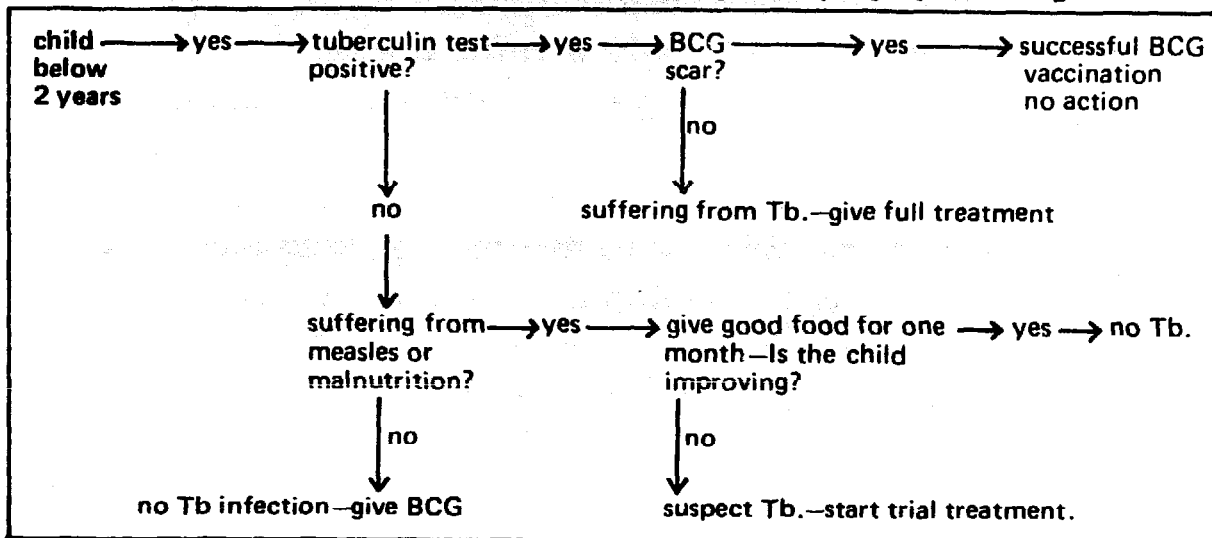 child yes tuberculin test yes BCG yes successful BCG
below positive? scar? vaccination
2 years no action
no
no suffering from Tb.—give full treatment
suffering from yes give good food for one yes no Tb.
measles or month—Is the child
malnutrition? improving?
no no
no Tb infection—give BCG suspect Tb.—start trial treatment.